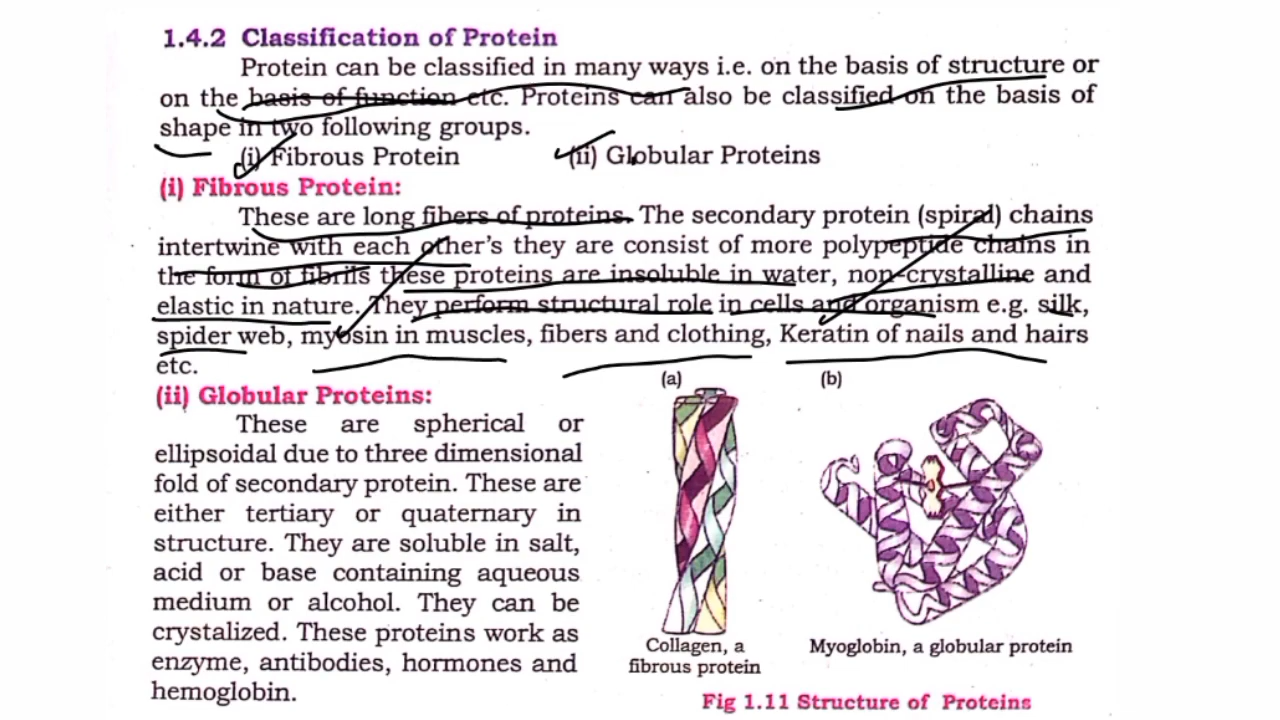 1.4.2 Classification of Protein
Protein can be classified in many ways i.e. on the basis of structure or
on the basis of function etc. Proteins can also be classified on the basis of
shape in two following groups.
(i) Fibrous Protein (ii) Globular Proteins
(i) Fibrous Protein:
These are long fibers of proteins. The secondary protein (spiral) chains
intertwine with each other's they are consist of more polypeptide chains in
the form of fibrils these proteins are insoluble in water, non-crystalline and
elastic in nature. They perform structural role in cells and organism e.g. silk,
spider web, myosin in muscles, fibers and clothing, Keratin of nails and hairs
etc.
(ii) Globular Proteins:
These are spherical or
ellipsoidal due to three dimensional
fold of secondary protein. These are
either tertiary or quaternary in
structure. They are soluble in salt,
acid or base containing aqueous
medium or alcohol. They can be
crystalized. These proteins work as
enzyme, antibodies, hormones and
hemoglobin.
(a) (b)
Collagen, a
fibrous protein
Myoglobin, a globular protein
Fig 1.11 Structure of Proteins